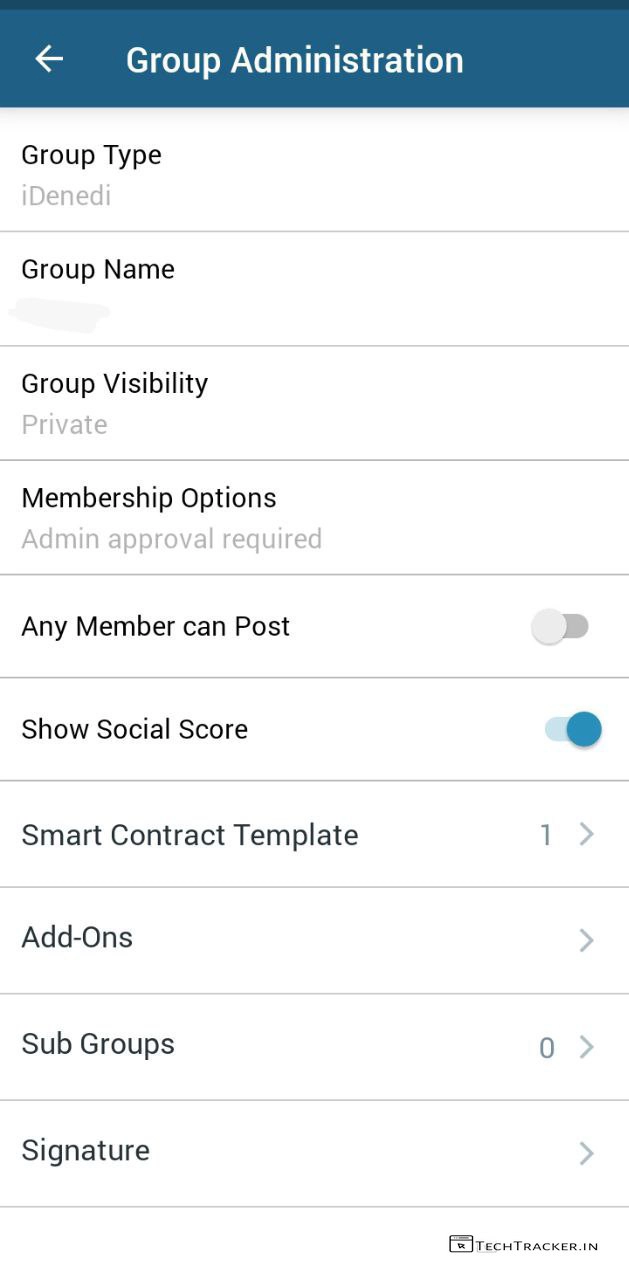 Group Administration
Group Type
iDenedi
Group Name
Group Visibility
Private
Membership Options
Admin approval required
Any Member can Post
Show Social Score
Smart Contract Template 1
Add-Ons
Sub Groups 0
Signature
TECHTRACKER.IN